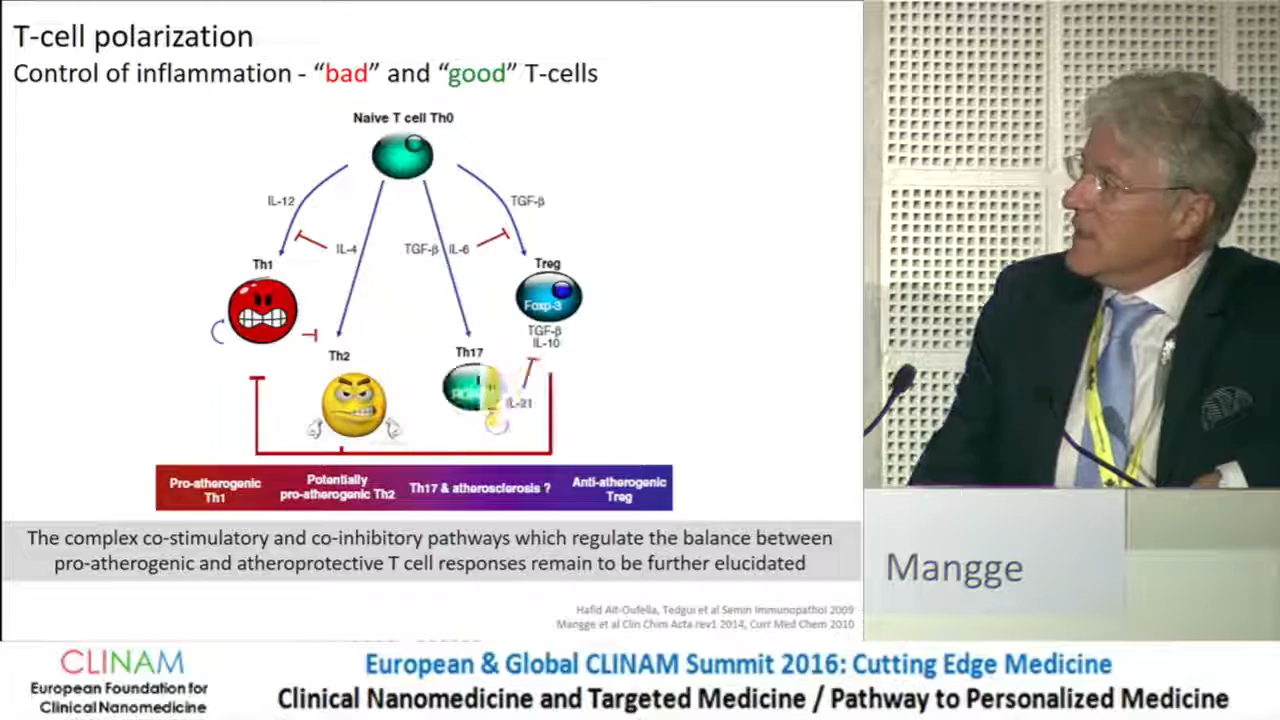 T-cell polarization
Control of inflammation - “bad” and “good” T-cells
Naive T cell Th0
IL-12
TGF-β
IL-4
TGF-β
IL-6
Th1
Treg
Foxp-3
TGF-β
IL-10
Th2
Th17
IL-21
Pro-atherogenic
Th1
Potentially
pro-atherogenic Th2
Th17 & atherosclerosis ?
Anti-atherogenic
Treg
The complex co-stimulatory and co-inhibitory pathways which regulate the balance between
pro-atherogenic and atheroprotective T cell responses remain to be further elucidated
Hafid Ait-Oufella, Tedgui et al Semin Immunopathol 2009
Mangge et al Clin Chim Acta rev1 2014, Curr Med Chem 2010
Mangge
CLINAM
European Foundation for
Clinical Nanomedicine
European & Global CLINAM Summit 2016: Cutting Edge Medicine
Clinical Nanomedicine and Targeted Medicine / Pathway to Personalized Medicine